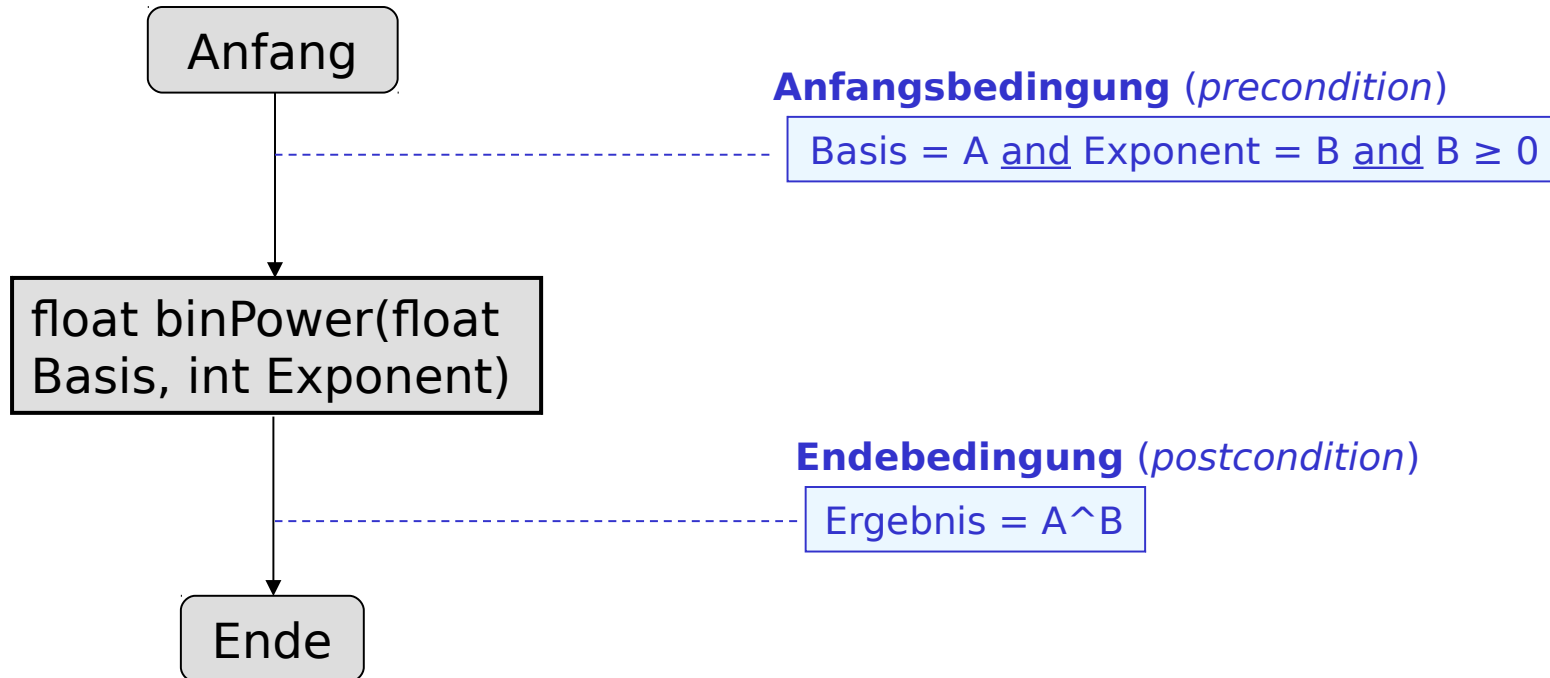 Anfang
Anfangsbedingung (precondition)
Basis = A and Exponent = B and B ≥ 0
float binPower(float
Basis, int Exponent)
Endebedingung (postcondition)
Ergebnis = A^B
Ende